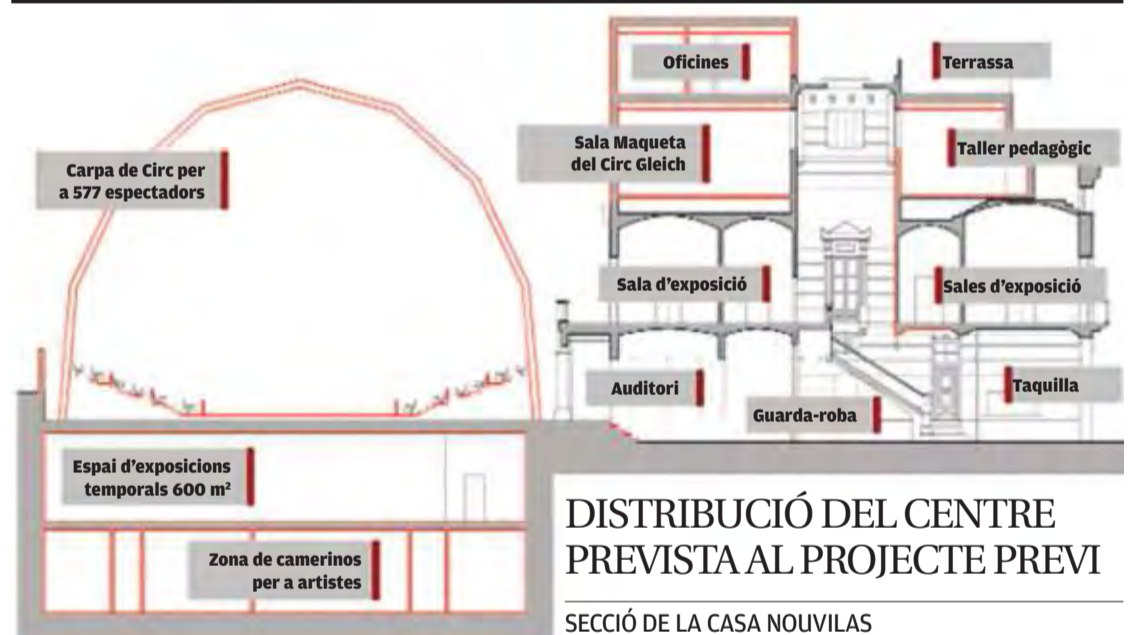 Oficines
Terrassa
Carpa de Circ per
a 577 espectadors
Sala Maqueta
del Circ Gleich
Taller pedagògic
Sala d’exposició
Sales d’exposició
Auditori
Taquilla
Guarda-roba
Espai d’exposicions
temporals 600 m²
Zona de camerinos
per a artistes
DISTRIBUCIÓ DEL CENTRE
PREVISTA AL PROJECTE PREVI
SECCIÓ DE LA CASA NOUVILAS